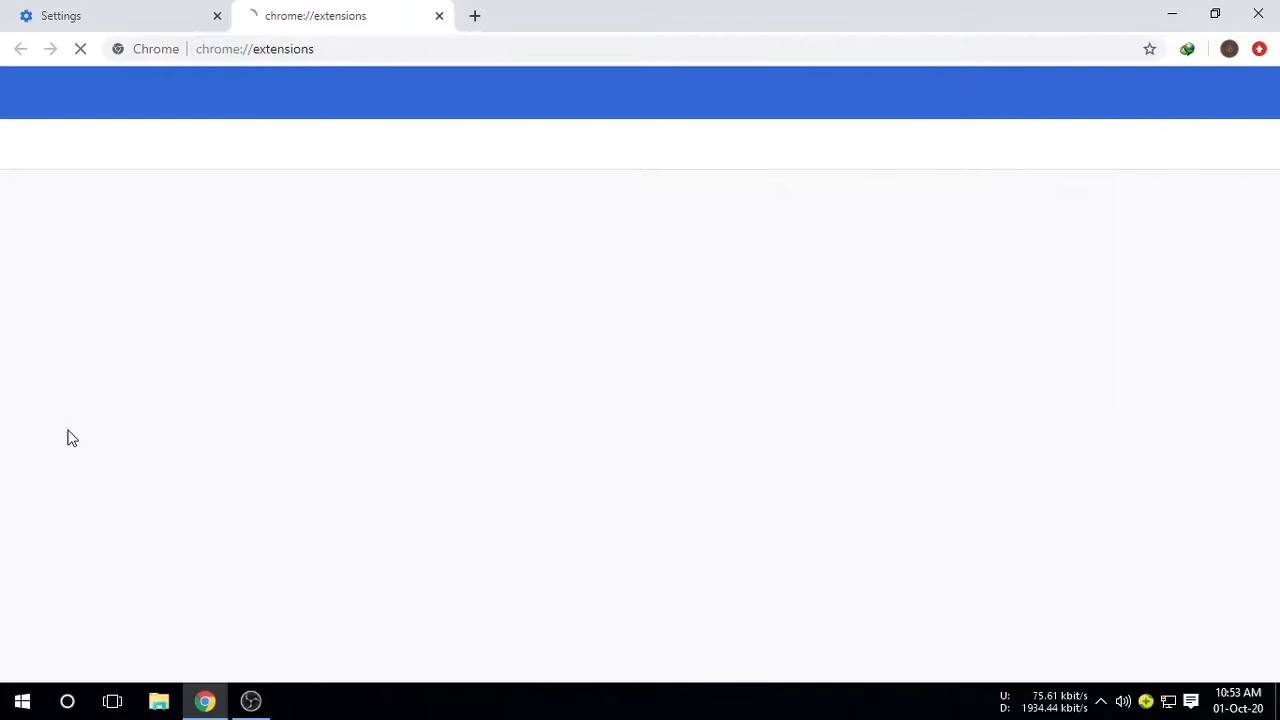 Settings
chrome://extensions
Chrome
chrome://extensions
U: 75.61 kbit/s
D: 1934.44 kbit/s
10:53 AM
01-Oct-20